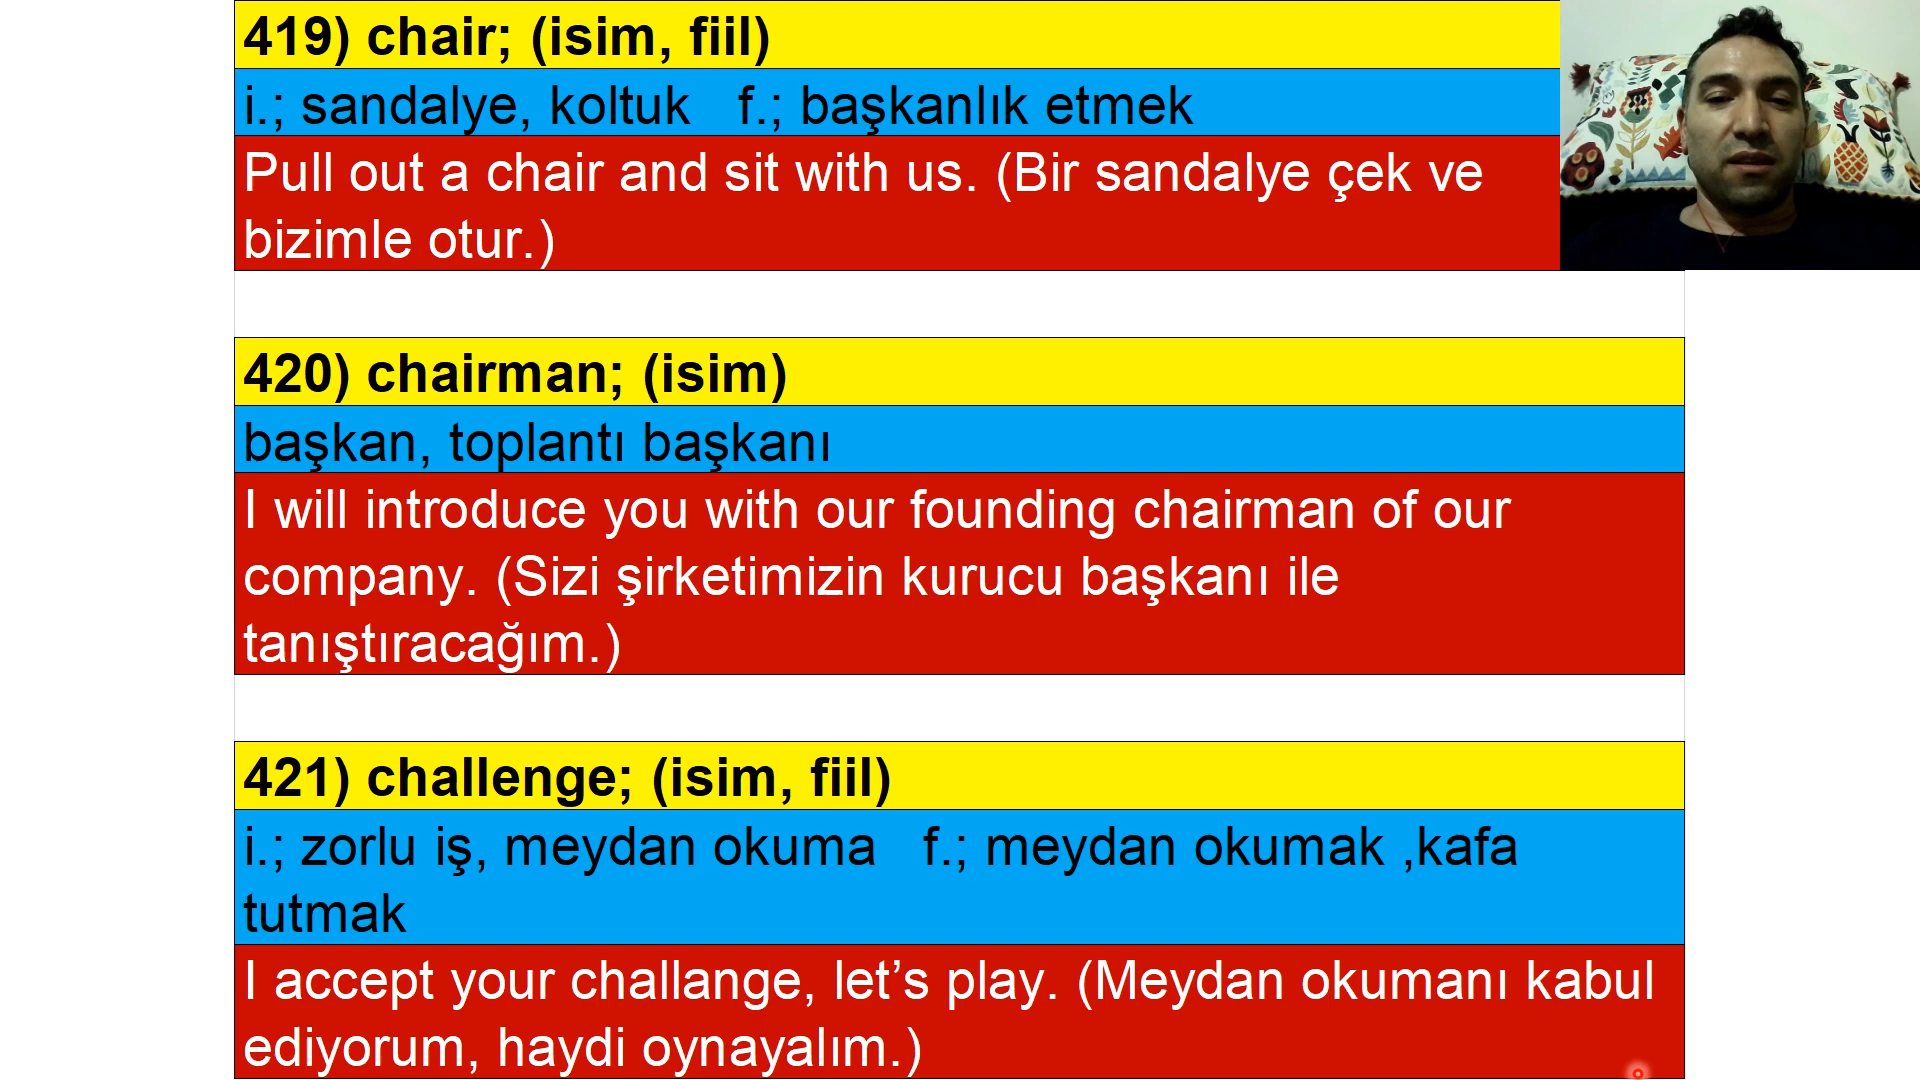 419) chair; (isim, fiil)
i.; sandalye, koltuk   f.; başkanlık etmek
Pull out a chair and sit with us. (Bir sandalye çek ve
bizimle otur.)
420) chairman; (isim)
başkan, toplantı başkanı
I will introduce you with our founding chairman of our
company. (Sizi şirketimizin kurucu başkanı ile
tanıştıracağım.)
421) challenge; (isim, fiil)
i.; zorlu iş, meydan okuma   f.; meydan okumak ,kafa
tutmak
I accept your challange, let’s play. (Meydan okumanı kabul
ediyorum, haydi oynayalım.)